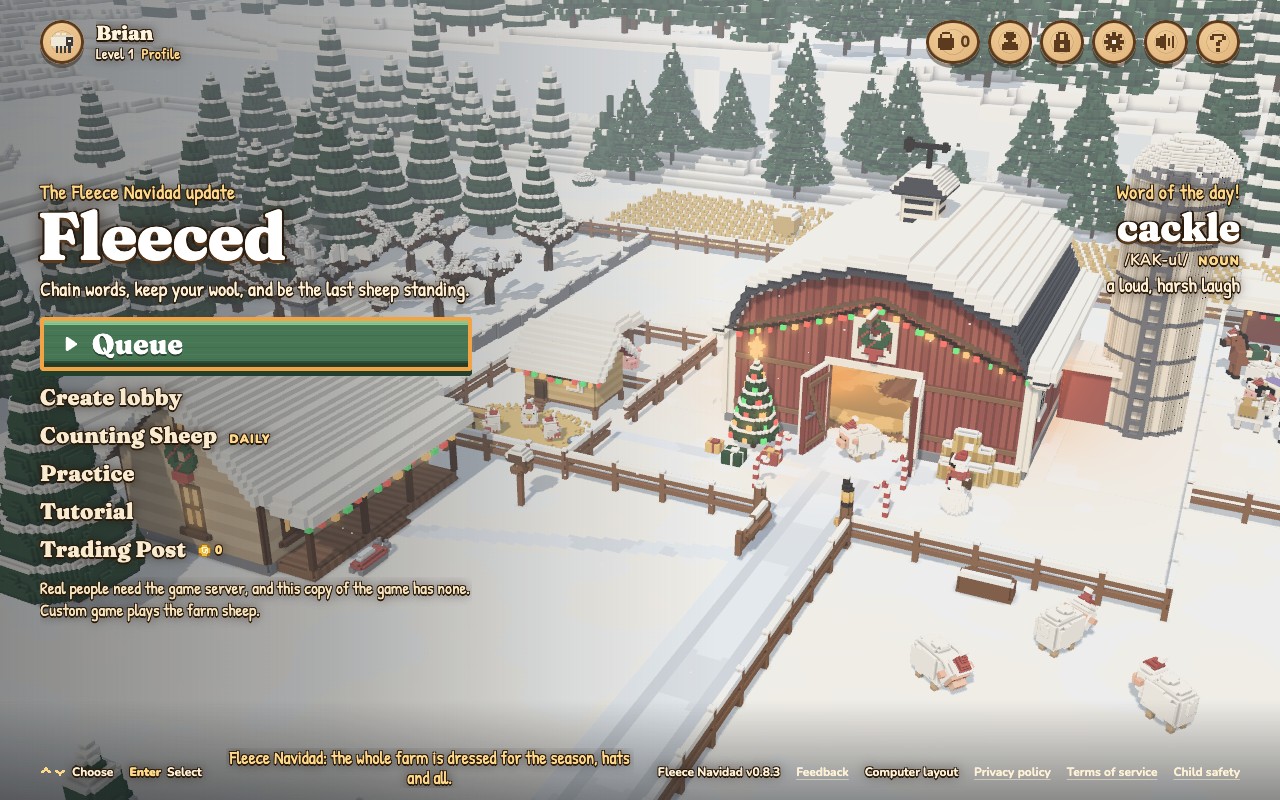 Brian
Level 1 Profile
0
The Fleece Navidad update
Fleeced
Chain words, keep your wool, and be the last sheep standing.
Queue
Create lobby
Counting Sheep DAILY
Practice
Tutorial
Trading Post 0
Real people need the game server, and this copy of the game has none.
Custom game plays the farm sheep.
Word of the day!
cackle
/KAK-ul/ NOUN
a loud, harsh laugh
Choose Enter Select
Fleece Navidad: the whole farm is dressed for the season, hats
and all.
Fleece Navidad v0.8.3 Feedback Computer layout Privacy policy Terms of service Child safety